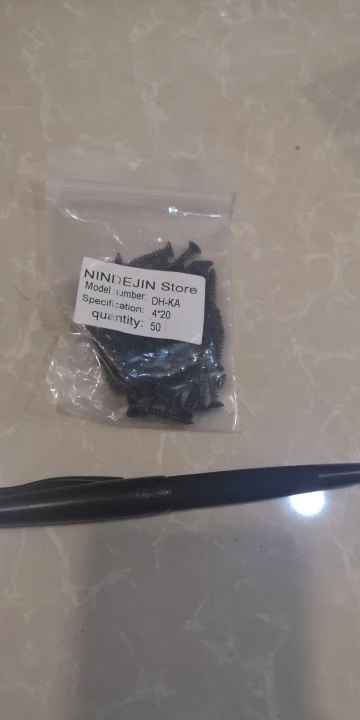 NINDEJIN Store
Model number: DH-KA
Specification: 4*20
quantity: 50